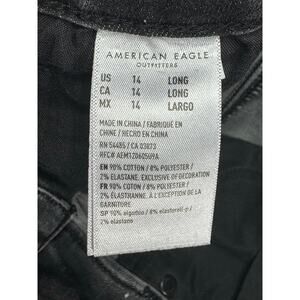 AMERICAN EAGLE
OUTFITTERS
US 14 LONG
CA 14 LONG
MX 14 LARGO
MADE IN CHINA / FABRIQUÉ EN
CHINE / HECHO EN CHINA
RN 54485 / CA 03873
RFC# AEM120605U9A
EN 90% COTTON / 8% POLYESTER /
2% ELASTANE, EXCLUSIVE OF DECORATION
FR 90% COTON / 8% POLYESTER /
2% ÉLASTHANNE, À L'EXCEPTION DE LA
GARNITURE
SP 90% algodón / 8% elasterell-p /
2% elastano